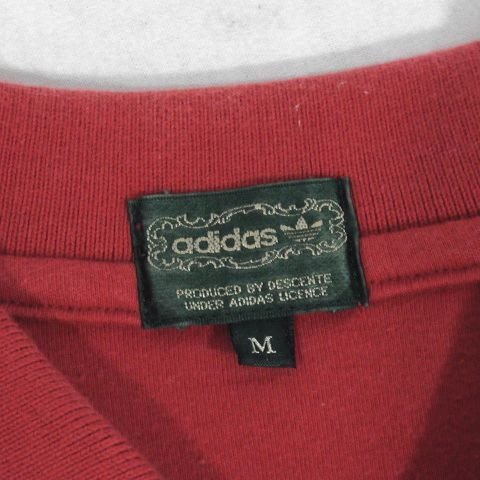 adidas
PRODUCED BY DESCENTE
UNDER ADIDAS LICENCE
M